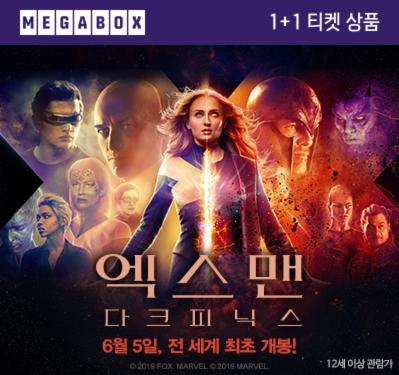 MEGABOX
1+1 티켓 상품
엑스맨
다크피닉스
6월 5일, 전 세계 최초 개봉!
© 2019 FOX. MARVEL © 2019 MARVEL.
12세 이상 관람가